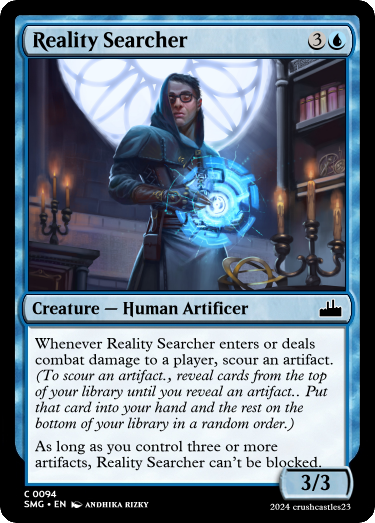 Reality Searcher
3
Creature — Human Artificer
Whenever Reality Searcher enters or deals
combat damage to a player, scour an artifact.
(To scour an artifact., reveal cards from the top
of your library until you reveal an artifact.. Put
that card into your hand and the rest on the
bottom of your library in a random order.)
As long as you control three or more
artifacts, Reality Searcher can't be blocked.
3/3
C 0094
SMG • EN ANDHIKA RIZKY
2024 crushcastles23